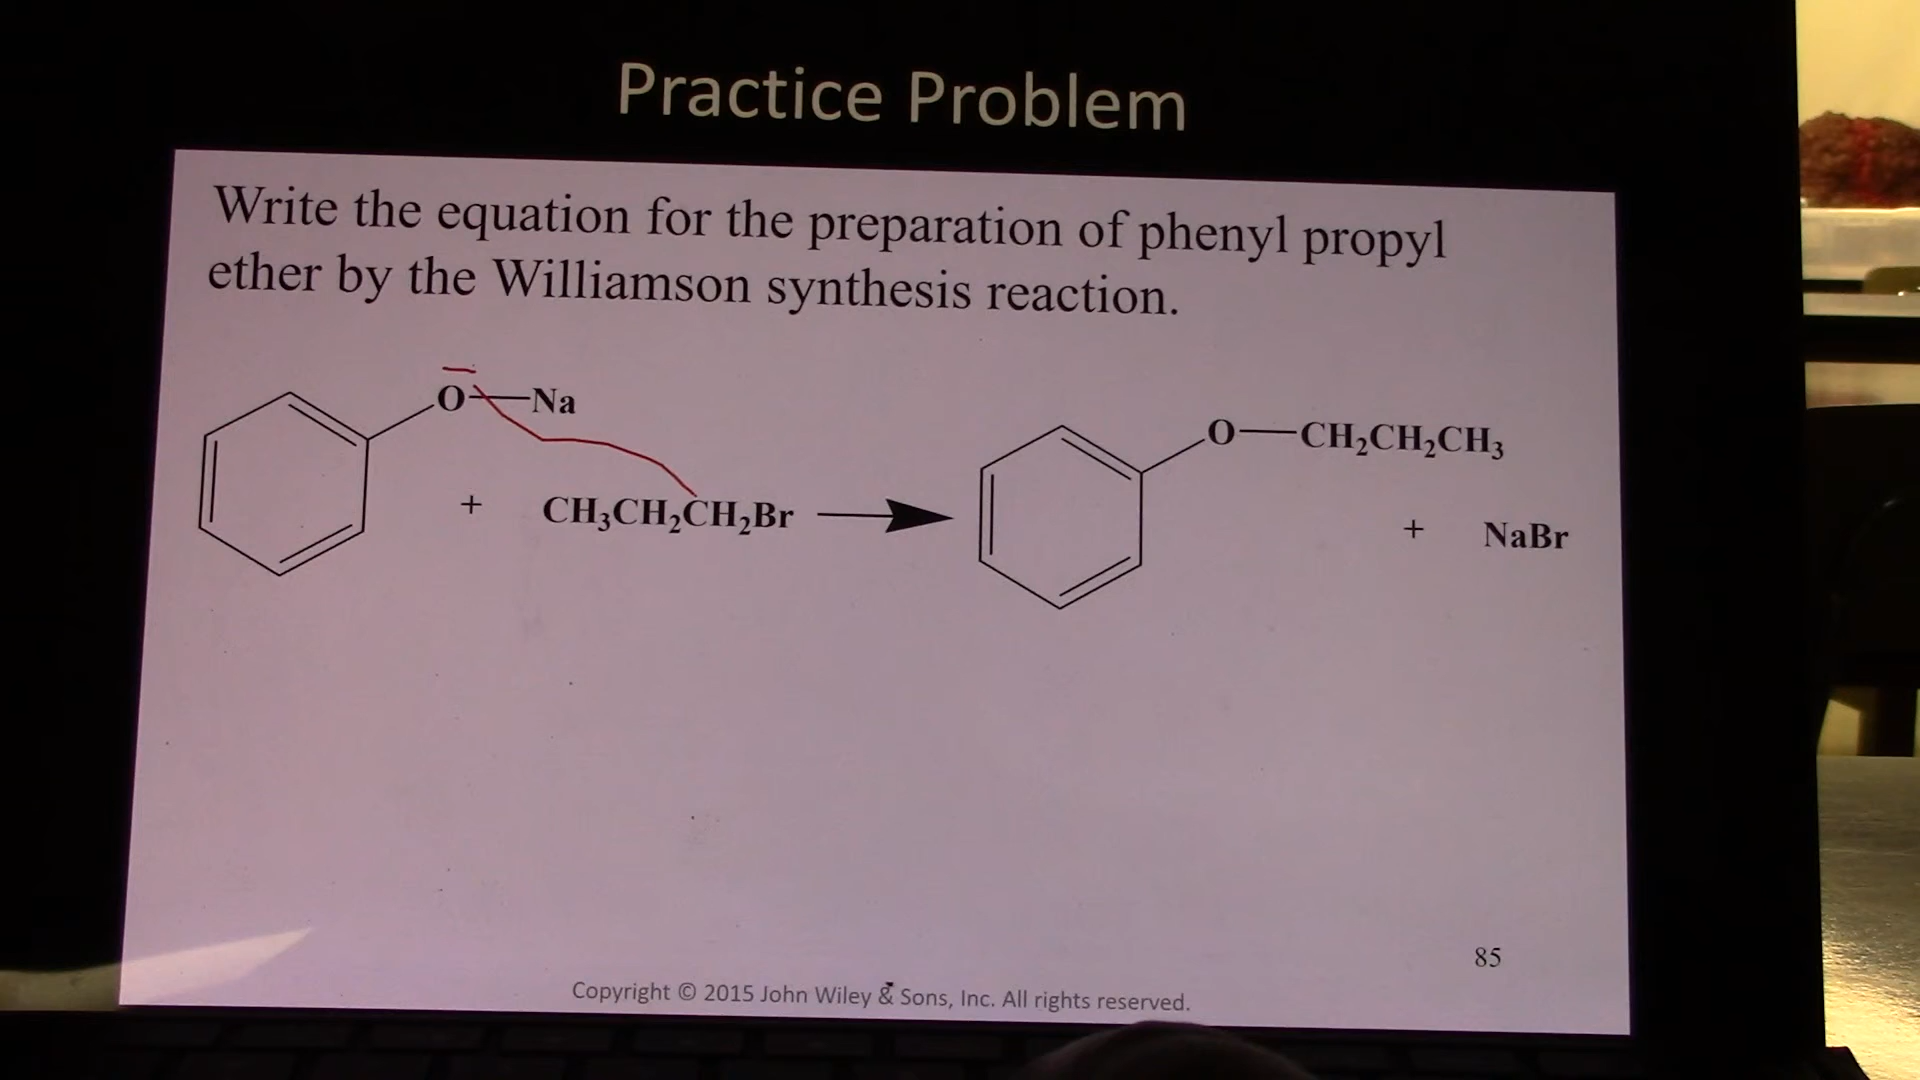 Practice Problem
Write the equation for the preparation of phenyl propyl
ether by the Williamson synthesis reaction.
O—Na
+ CH₃CH₂CH₂Br
O—CH₂CH₂CH₃
+ NaBr
85
Copyright © 2015 John Wiley & Sons, Inc. All rights reserved.